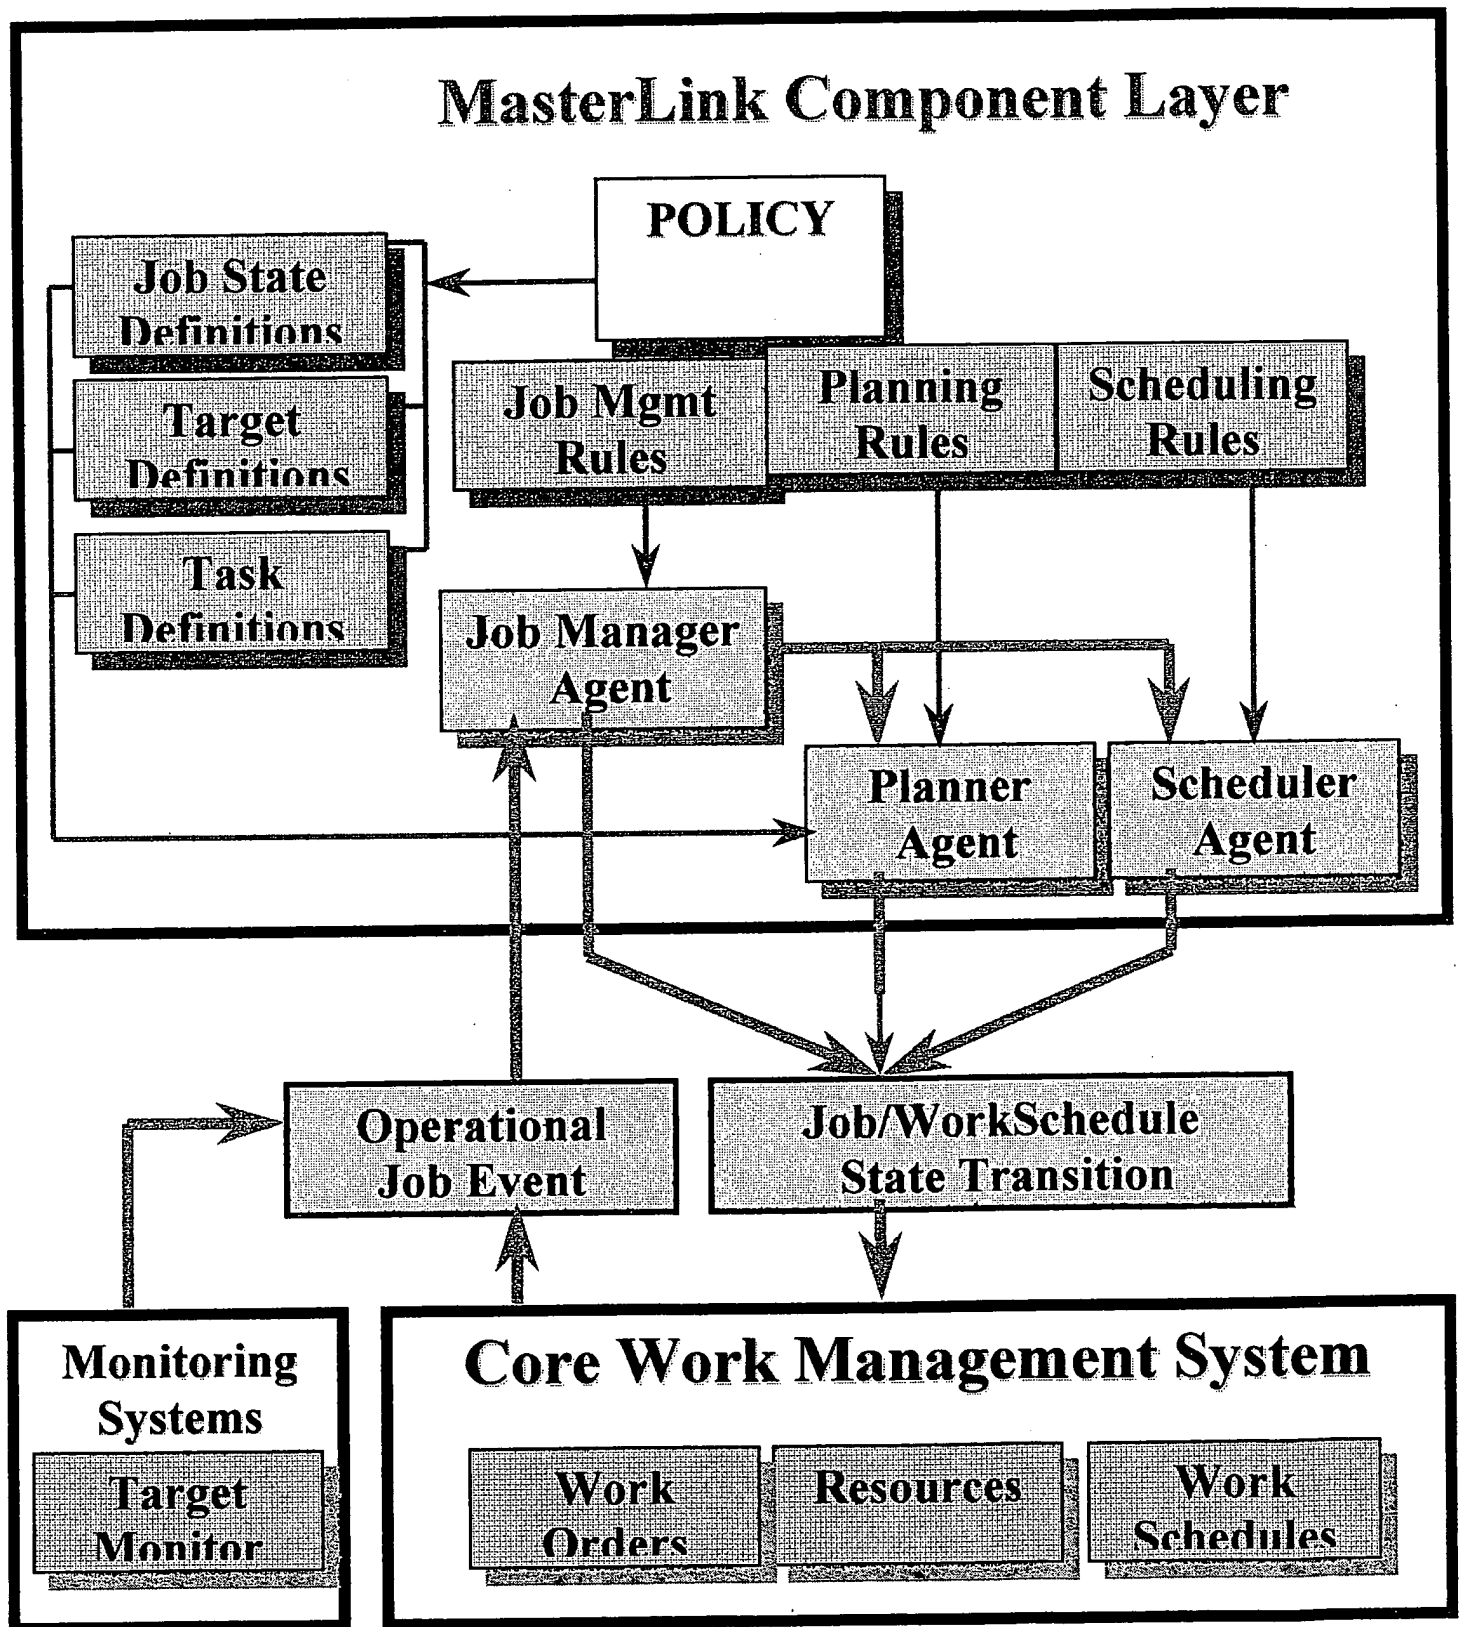 MasterLink Component Layer
POLICY
Job State
Definitions
Target
Definitions
Task
Definitions
Job Mgmt
Rules
Planning
Rules
Scheduling
Rules
Job Manager
Agent
Planner
Agent
Scheduler
Agent
Operational
Job Event
Job/WorkSchedule
State Transition
Monitoring
Systems
Target
Monitor
Core Work Management System
Work
Orders
Resources
Work
Schedules